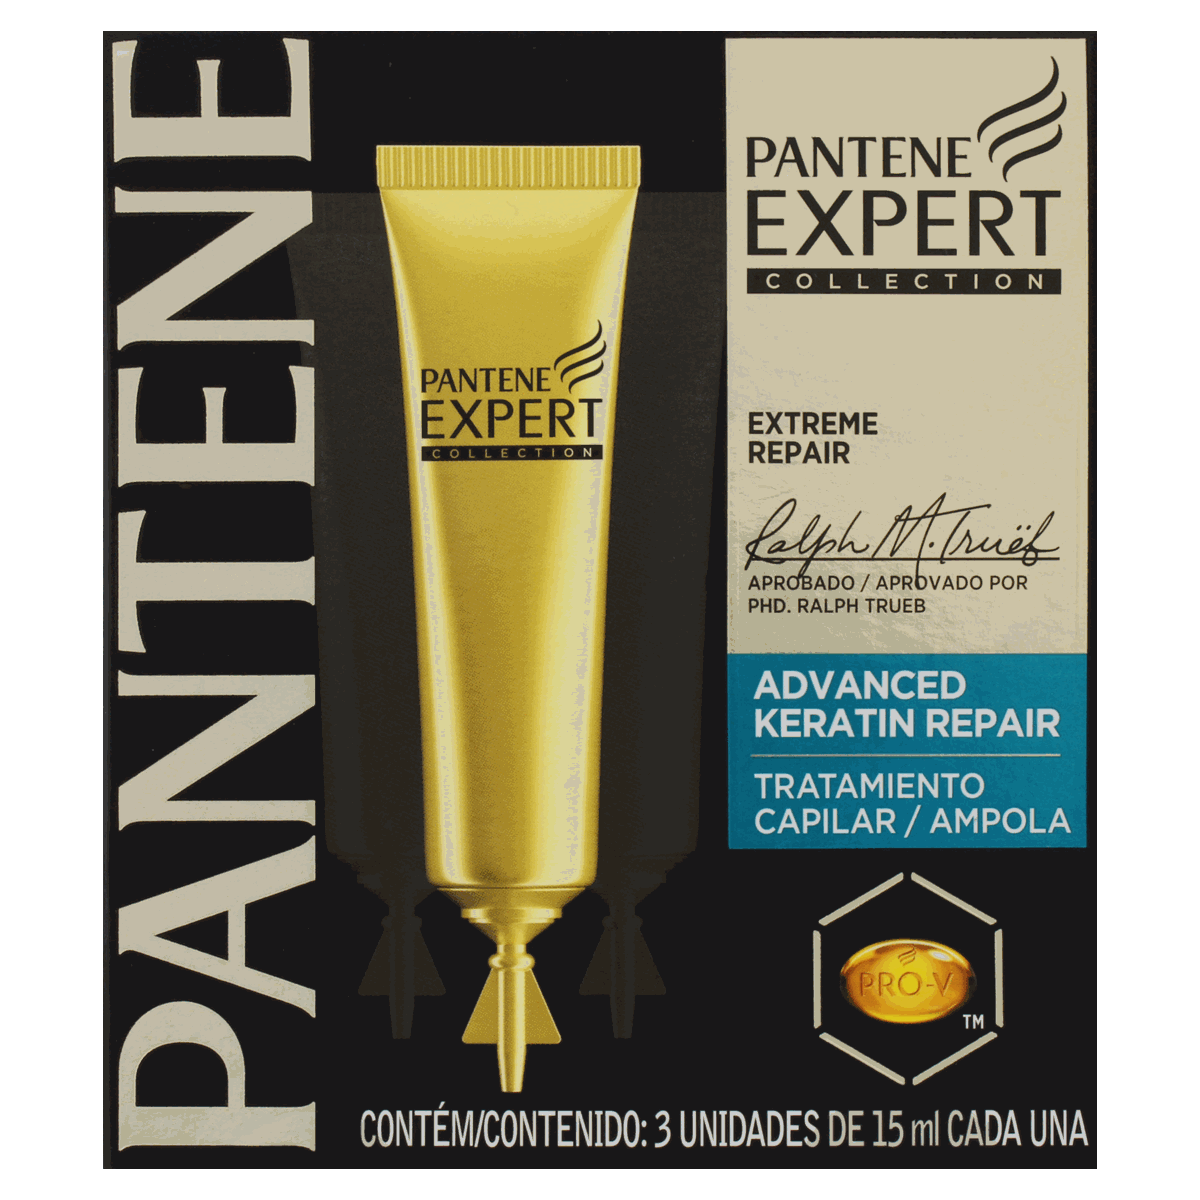 PANTENE
PANTENE
EXPERT
COLLECTION
PANTENE
EXPERT
COLLECTION
EXTREME
REPAIR
Ralph M. Truëb
APROBADO / APROVADO POR
PHD. RALPH TRUEB
ADVANCED
KERATIN REPAIR
TRATAMIENTO
CAPILAR / AMPOLA
PRO-V
TM
CONTÉM/CONTENIDO: 3 UNIDADES DE 15 ml CADA UNA